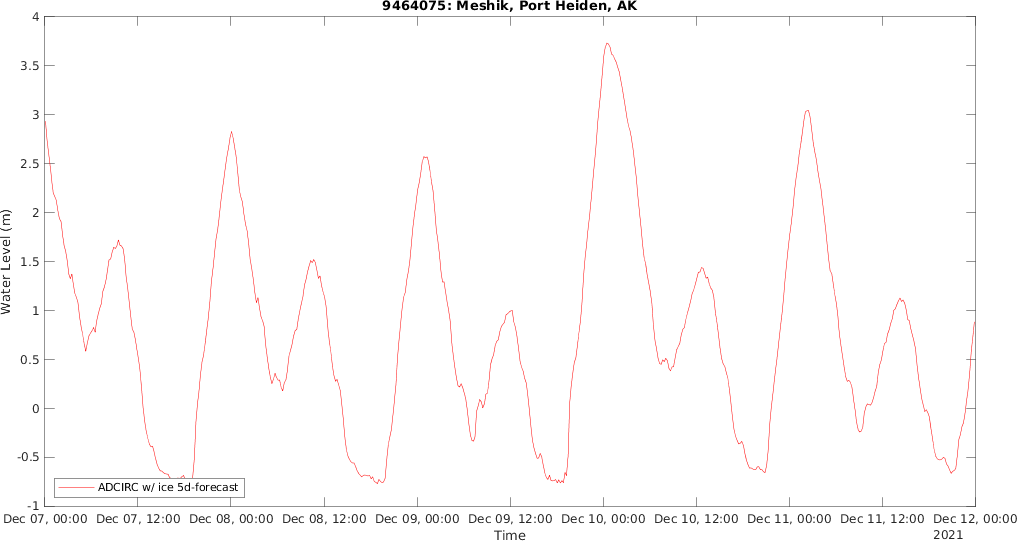 9464075: Meshik, Port Heiden, AK
Water Level (m)
4
3.5
3
2.5
2
1.5
1
0.5
0
-0.5
-1
ADCIRC w/ ice 5d-forecast
Dec 07, 00:00 Dec 07, 12:00 Dec 08, 00:00 Dec 08, 12:00 Dec 09, 00:00 Dec 09, 12:00 Dec 10, 00:00 Dec 10, 12:00 Dec 11, 00:00 Dec 11, 12:00 Dec 12, 00:00
Time
2021